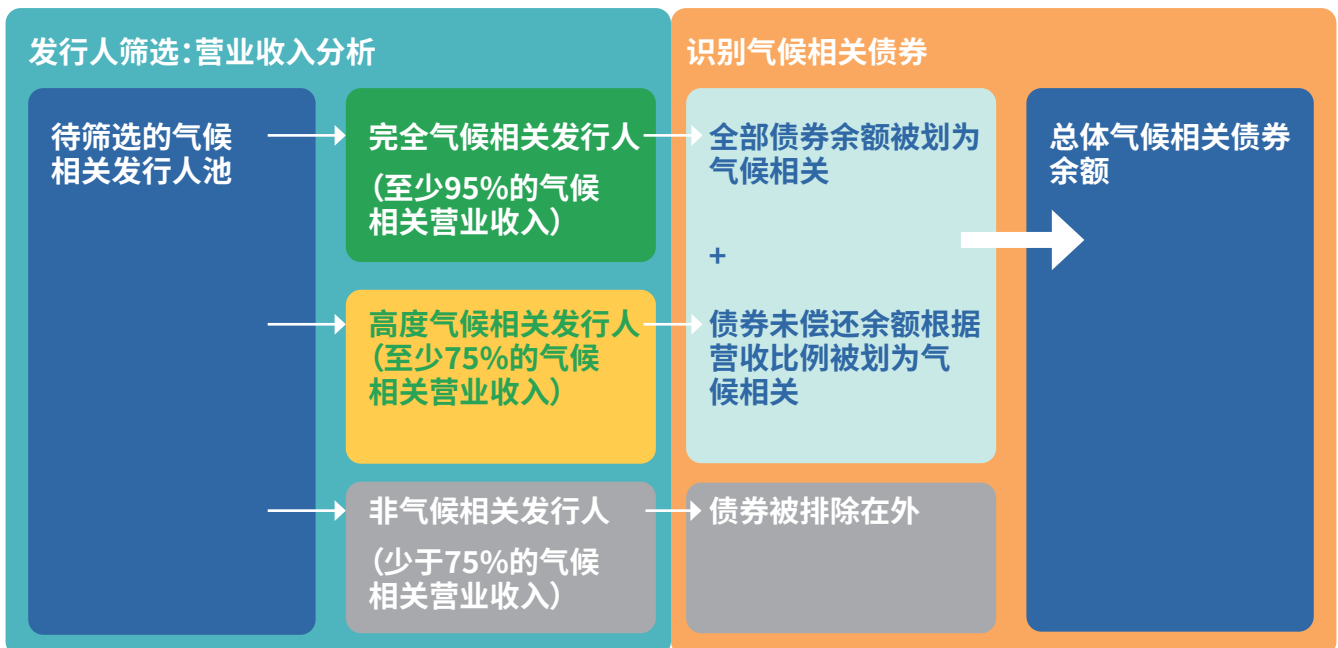 发行人筛选：营业收入分析
待筛选的气候
相关发行人池
完全气候相关发行人
（至少95%的气候
相关营业收入）
高度气候相关发行人
（至少75%的气候
相关营业收入）
非气候相关发行人
（少于75%的气候
相关营业收入）
识别气候相关债券
全部债券余额被划为
气候相关
+
债券未偿还余额根据
营收比例被划为气
候相关
债券被排除在外
总体气候相关债券
余额